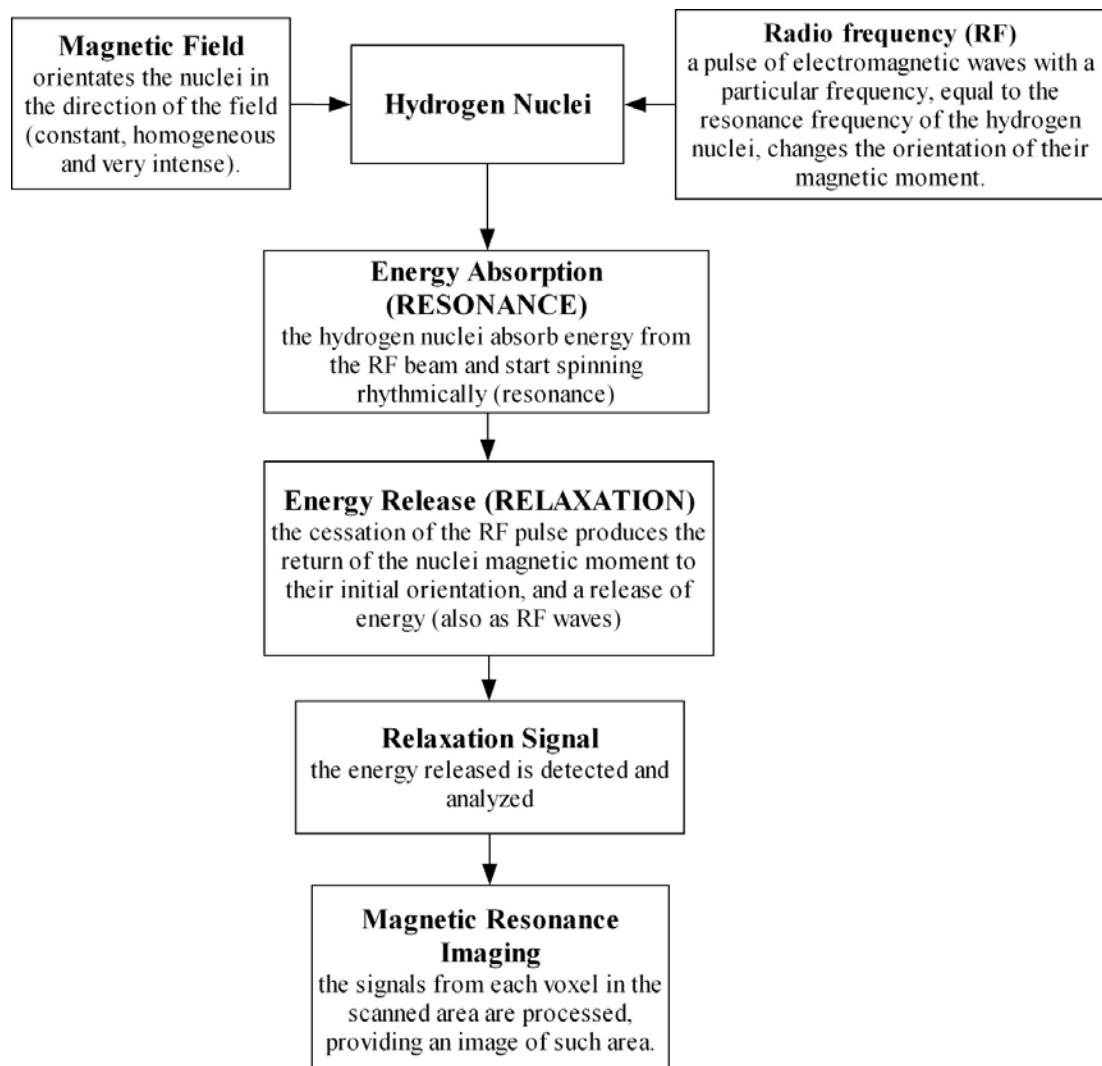 Magnetic Field
orientates the nuclei in
the direction of the field
(constant, homogeneous
and very intense).
Hydrogen Nuclei
Radio frequency (RF)
a pulse of electromagnetic waves with a
particular frequency, equal to the
resonance frequency of the hydrogen
nuclei, changes the orientation of their
magnetic moment.
Energy Absorption
(RESONANCE)
the hydrogen nuclei absorb energy from
the RF beam and start spinning
rhythmically (resonance)
Energy Release (RELAXATION)
the cessation of the RF pulse produces the
return of the nuclei magnetic moment to
their initial orientation, and a release of
energy (also as RF waves)
Relaxation Signal
the energy released is detected and
analyzed
Magnetic Resonance
Imaging
the signals from each voxel in the
scanned area are processed,
providing an image of such area.